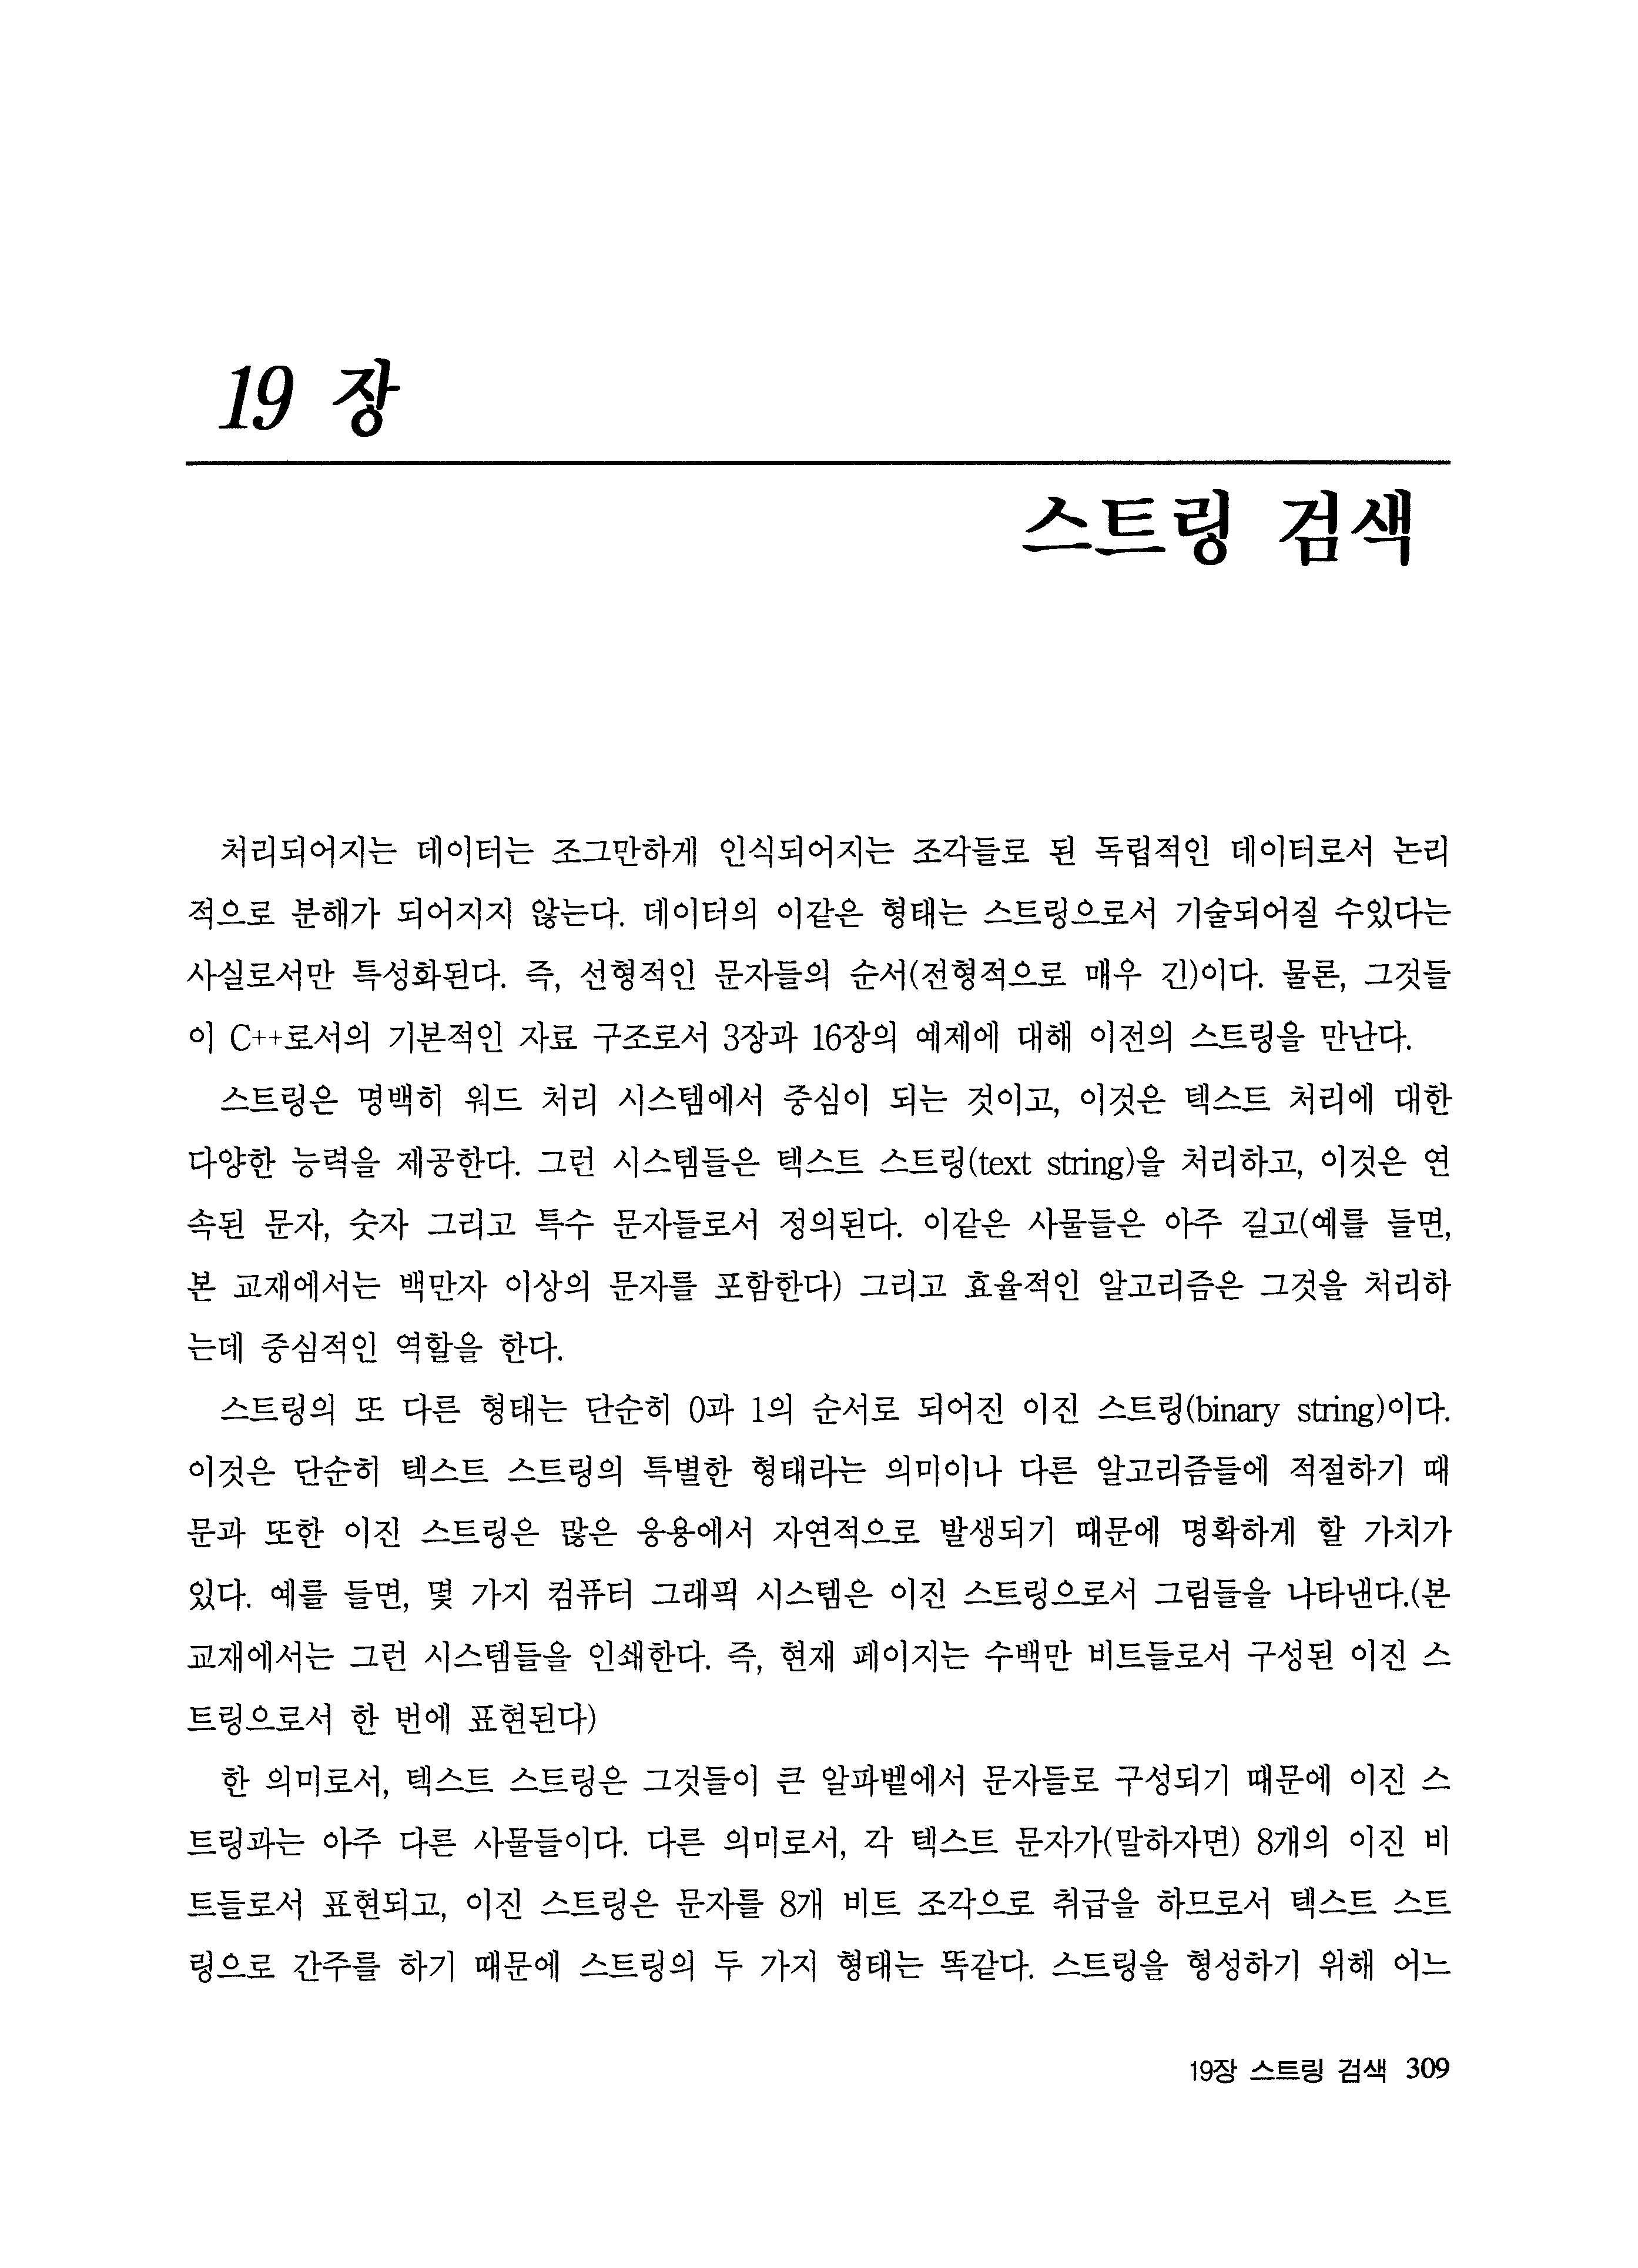 19 장
스트링 검색
처리되어지는 데이터는 조그만하게 인식되어지는 조각들로 된 독립적인 데이터로서 논리
적으로 분해가 되어지지 않는다. 데이터의 이같은 형태는 스트링으로서 기술되어질 수있다는
사실로서만 특성화된다. 즉, 선형적인 문자들의 순서(전형적으로 매우 긴)이다. 물론, 그것들
이 C++로서의 기본적인 자료 구조로서 3장과 16장의 예제에 대해 이전의 스트링을 만난다.
스트링은 명백히 워드 처리 시스템에서 중심이 되는 것이고, 이것은 텍스트 처리에 대한
다양한 능력을 제공한다. 그런 시스템들은 텍스트 스트링(text string)을 처리하고, 이것은 연
속된 문자, 숫자 그리고 특수 문자들로서 정의된다. 이같은 사물들은 아주 길고(예를 들면,
본 교재에서는 백만자 이상의 문자를 포함한다) 그리고 효율적인 알고리즘은 그것을 처리하
는데 중심적인 역할을 한다.
스트링의 또 다른 형태는 단순히 0과 1의 순서로 되어진 이진 스트링(binary string)이다.
이것은 단순히 텍스트 스트링의 특별한 형태라는 의미이나 다른 알고리즘들에 적절하기 때
문과 또한 이진 스트링은 많은 응용에서 자연적으로 발생되기 때문에 명확하게 할 가치가
있다. 예를 들면, 몇 가지 컴퓨터 그래픽 시스템은 이진 스트링으로서 그림들을 나타낸다.(본
교재에서는 그런 시스템들을 인쇄한다. 즉, 현재 페이지는 수백만 비트들로서 구성된 이진 스
트링으로서 한 번에 표현된다)
한 의미로서, 텍스트 스트링은 그것들이 큰 알파벧에서 문자들로 구성되기 때문에 이진 스
트링과는 아주 다른 사물들이다. 다른 의미로서, 각 텍스트 문자가(말하자면) 8개의 이진 비
트들로서 표현되고, 이진 스트링은 문자를 8개 비트 조각으로 취급을 하므로서 텍스트 스트
링으로 간주를 하기 때문에 스트링의 두 가지 형태는 똑같다. 스트링을 형성하기 위해 어느
19장 스트링 검색 309